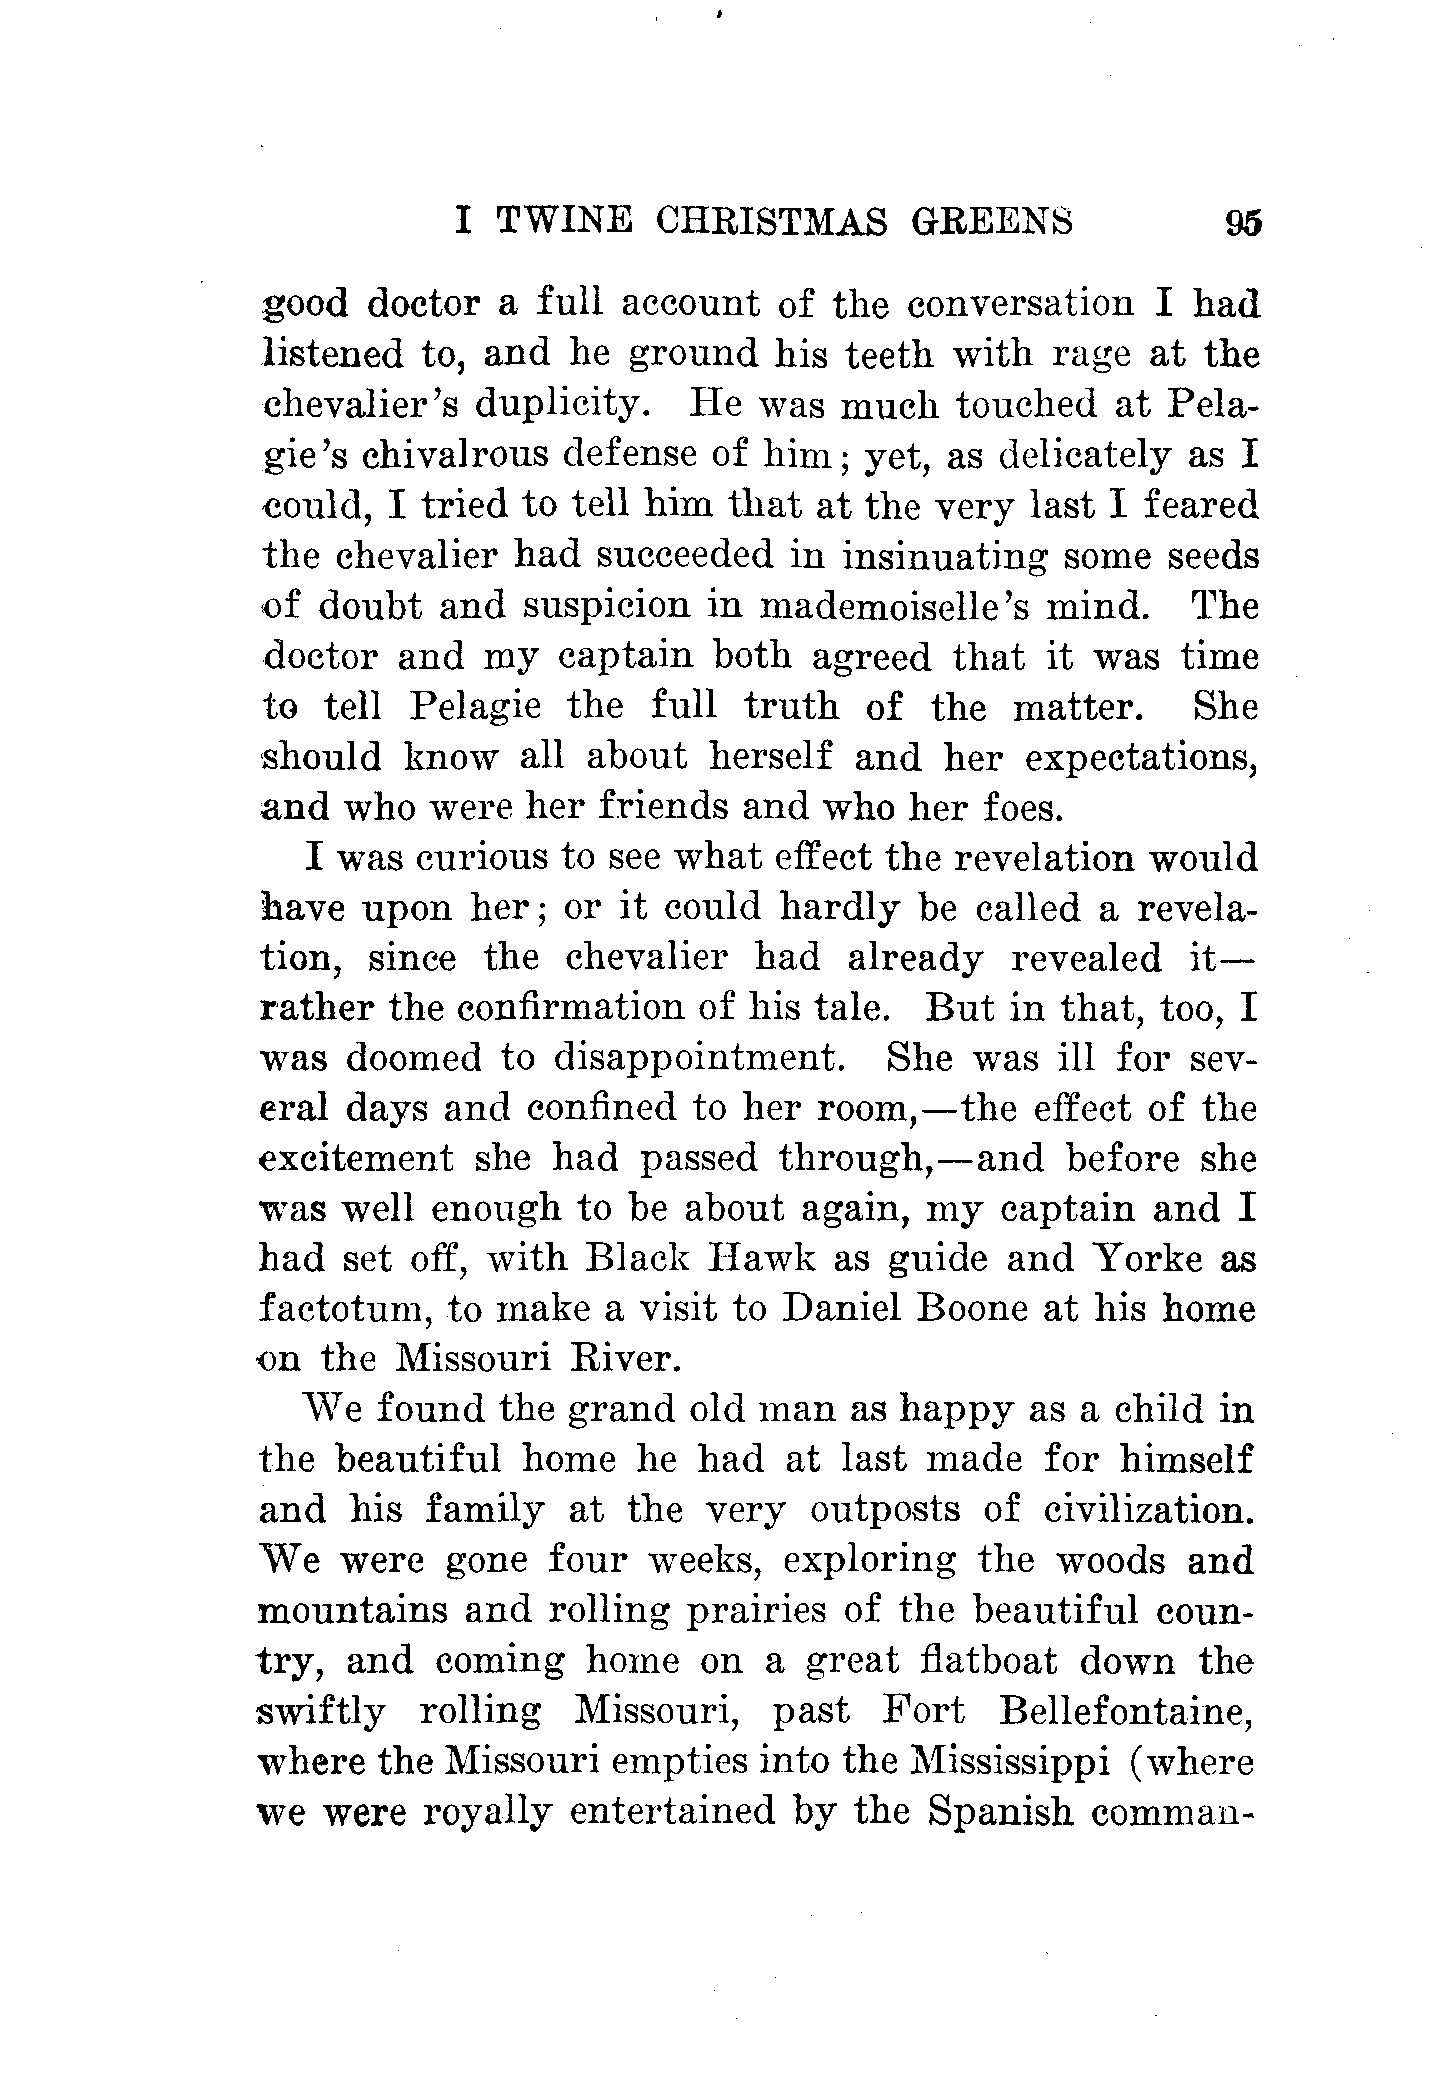 I TWINE CHRISTMAS GREENS 95
good doctor a full account of the conversation I had
listened to, and he ground his teeth with rage at the
chevalier's duplicity. He was much touched at Pela-
gie's chivalrous defense of him; yet, as delicately as I
could, I tried to tell him that at the very last I feared
the chevalier had succeeded in insinuating some seeds
of doubt and suspicion in mademoiselle's mind. The
doctor and my captain both agreed that it was time
to tell Pelagie the full truth of the matter. She
should know all about herself and her expectations,
and who were her friends and who her foes.
I was curious to see what effect the revelation would
have upon her; or it could hardly be called a revela-
tion, since the chevalier had already revealed it—
rather the confirmation of his tale. But in that, too, I
was doomed to disappointment. She was ill for sev-
eral days and confined to her room,—the effect of the
excitement she had passed through,—and before she
was well enough to be about again, my captain and I
had set off, with Black Hawk as guide and Yorke as
factotum, to make a visit to Daniel Boone at his home
on the Missouri River.
We found the grand old man as happy as a child in
the beautiful home he had at last made for himself
and his family at the very outposts of civilization.
We were gone four weeks, exploring the woods and
mountains and rolling prairies of the beautiful coun-
try, and coming home on a great flatboat down the
swiftly rolling Missouri, past Fort Bellefontaine,
where the Missouri empties into the Mississippi (where
we were royally entertained by the Spanish comman-